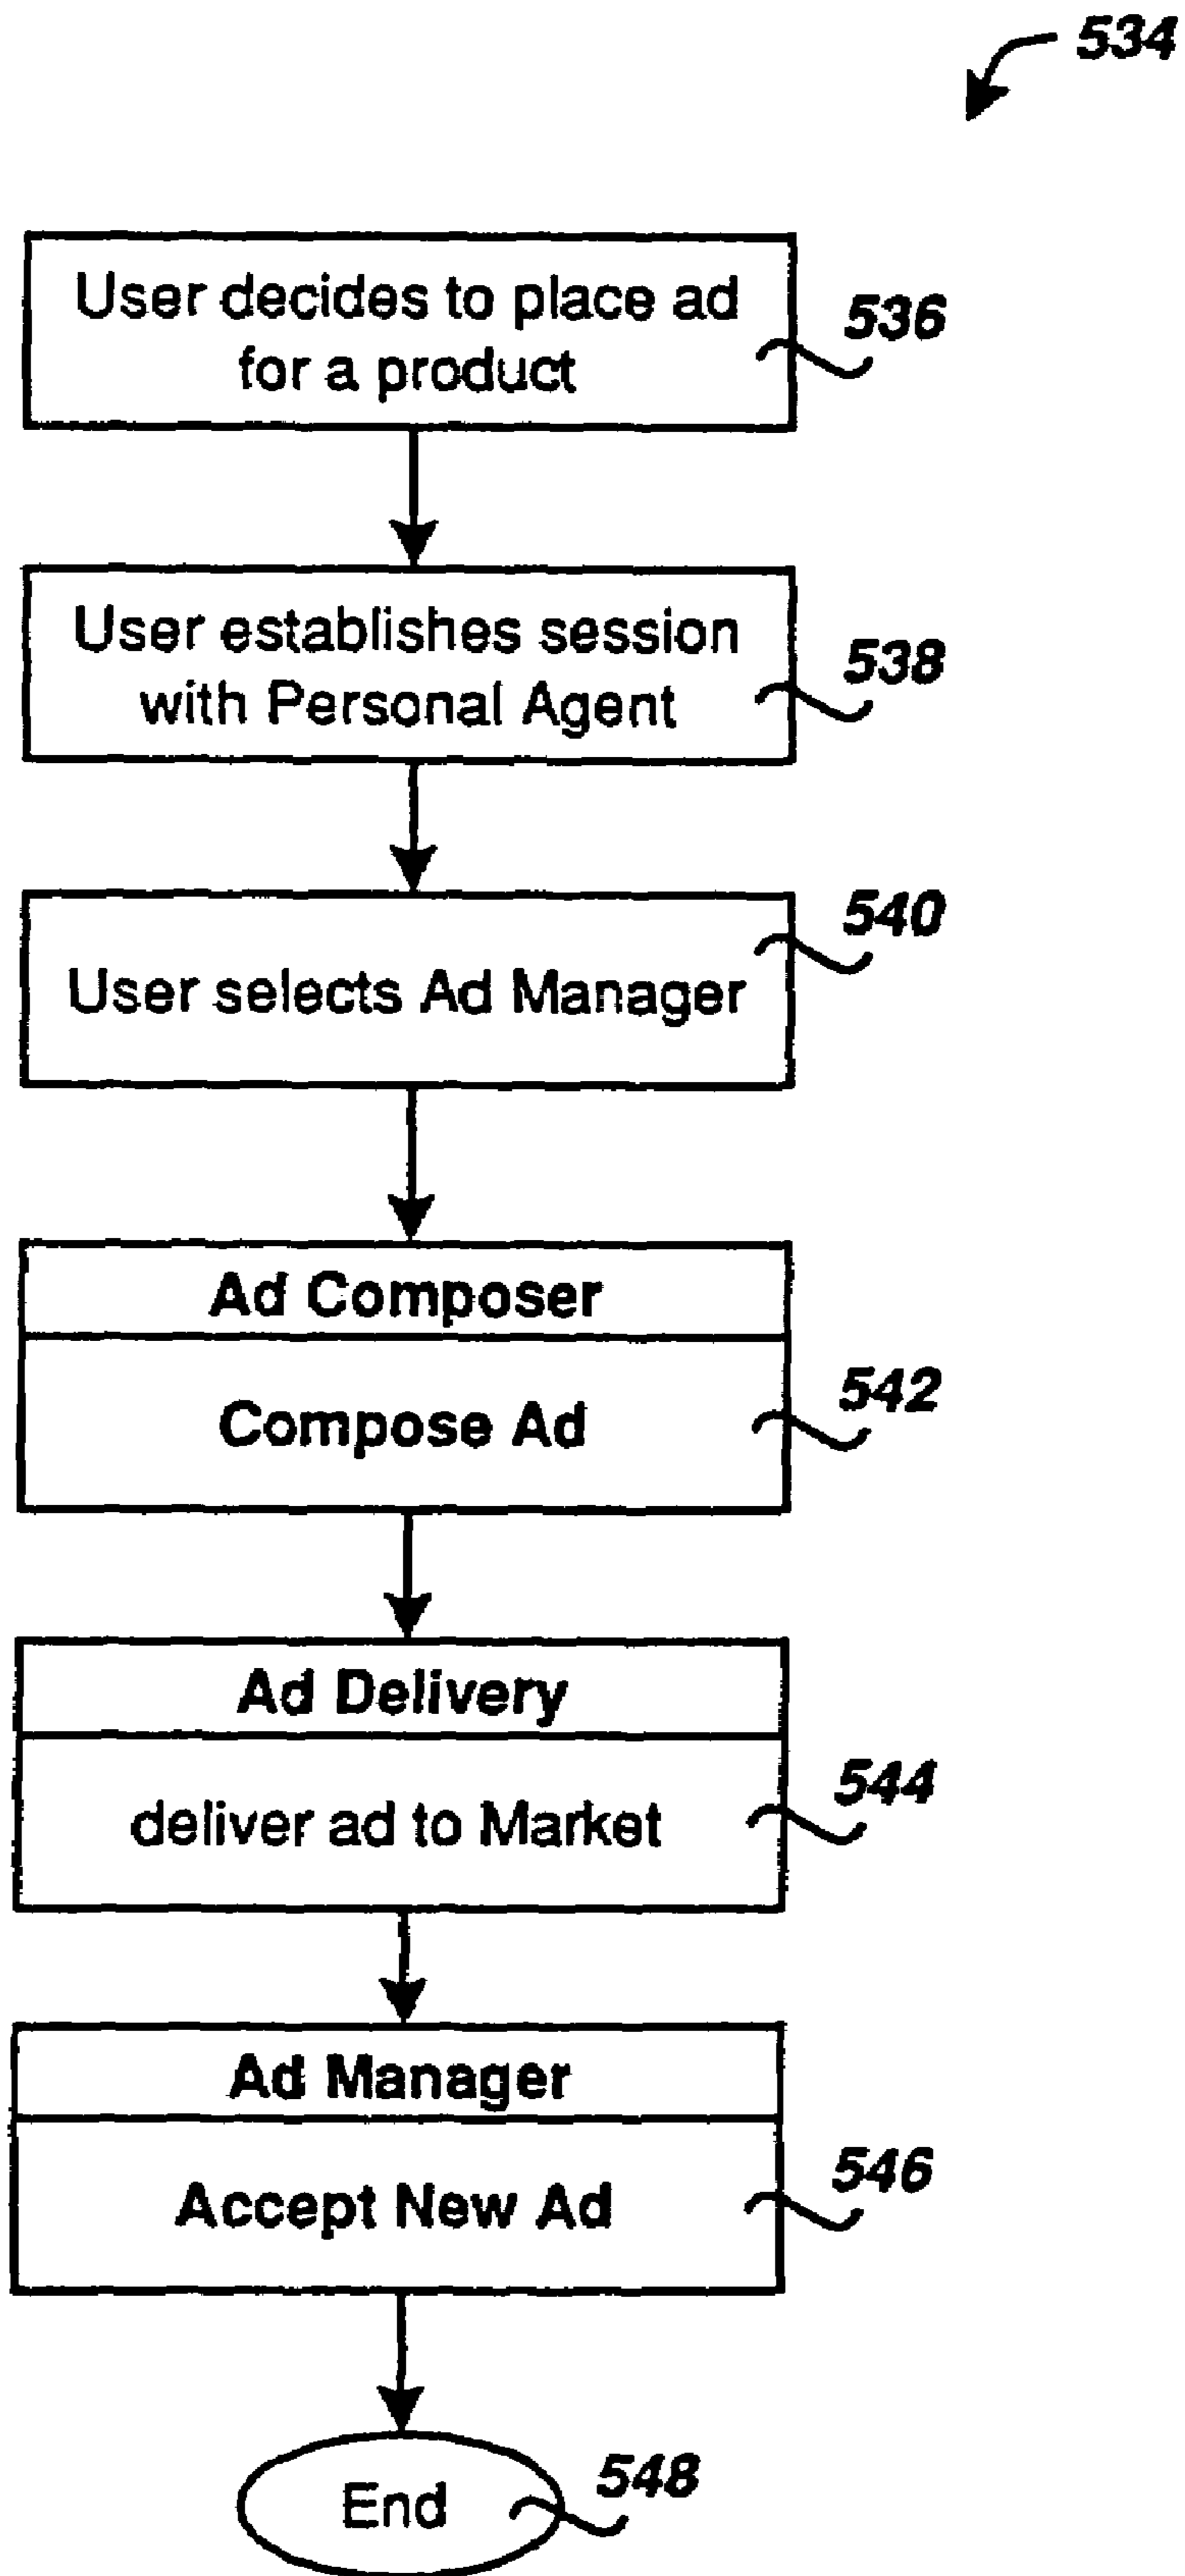 534
User decides to place ad
for a product
536
User establishes session
with Personal Agent
538
User selects Ad Manager
540
Ad Composer
Compose Ad
542
Ad Delivery
deliver ad to Market
544
Ad Manager
Accept New Ad
546
End
548